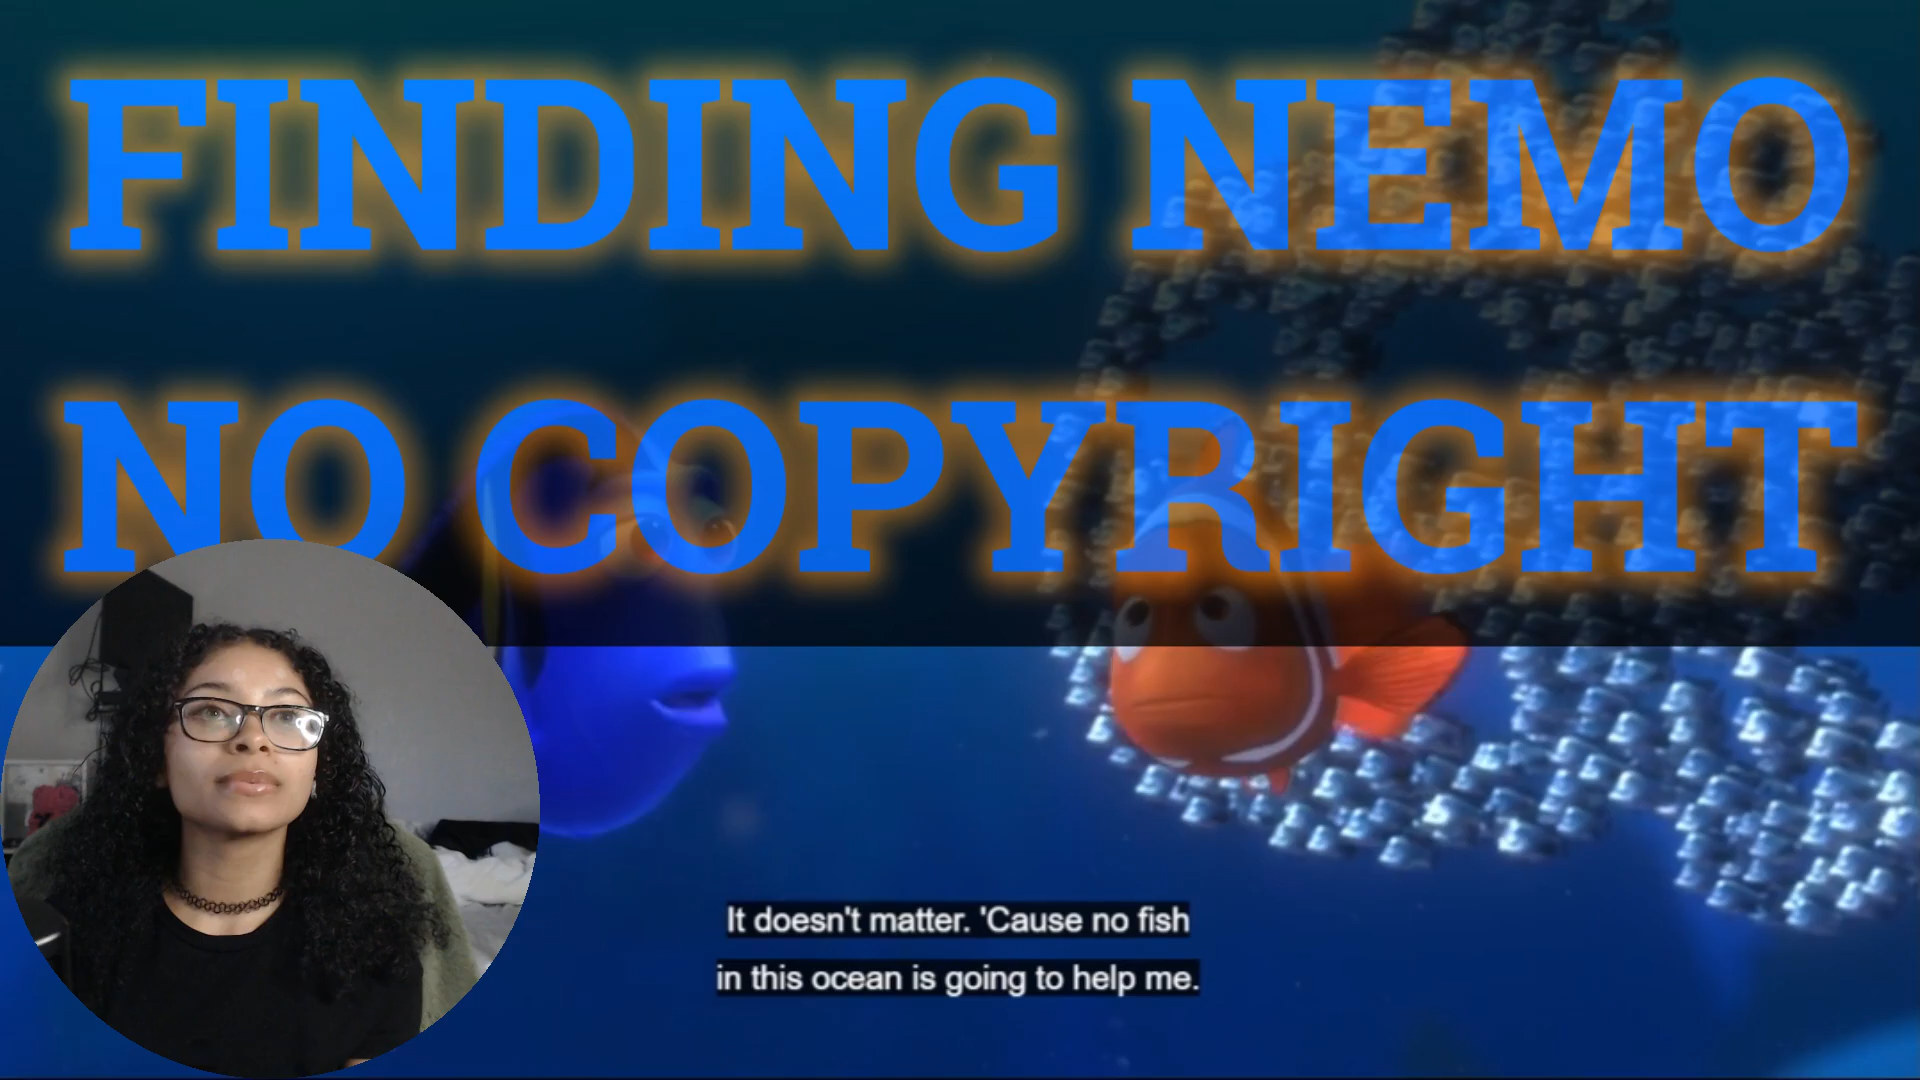 FINDING NEMO
NO COPYRIGHT
It doesn't matter. 'Cause no fish
in this ocean is going to help me.